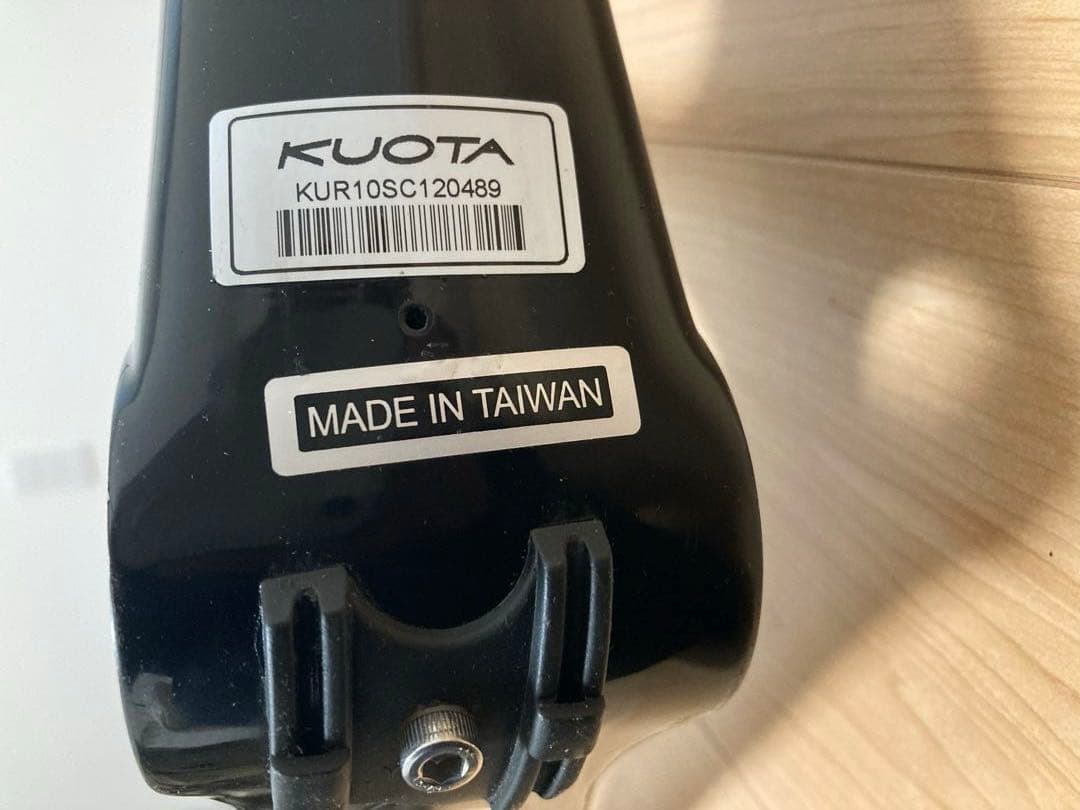 KUOTA
KUR10SC120489
MADE IN TAIWAN